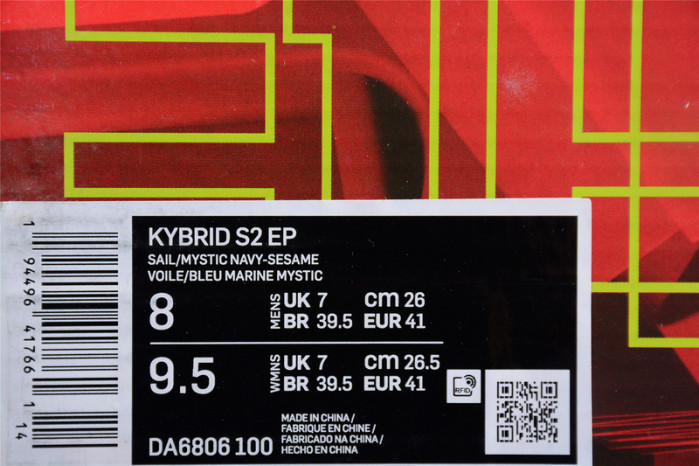 KYBRID S2 EP
SAIL/MYSTIC NAVY-SESAME
VOILE/BLEU MARINE MYSTIC
8 MENS UK 7 cm 26
BR 39.5 EUR 41
9.5 WMNS UK 7 cm 26.5
BR 39.5 EUR 41
RFID
MADE IN CHINA /
FABRIQUE EN CHINE /
FABRICADO NA CHINA /
HECHO EN CHINA
DA6806 100
1 94496 41766 1 14